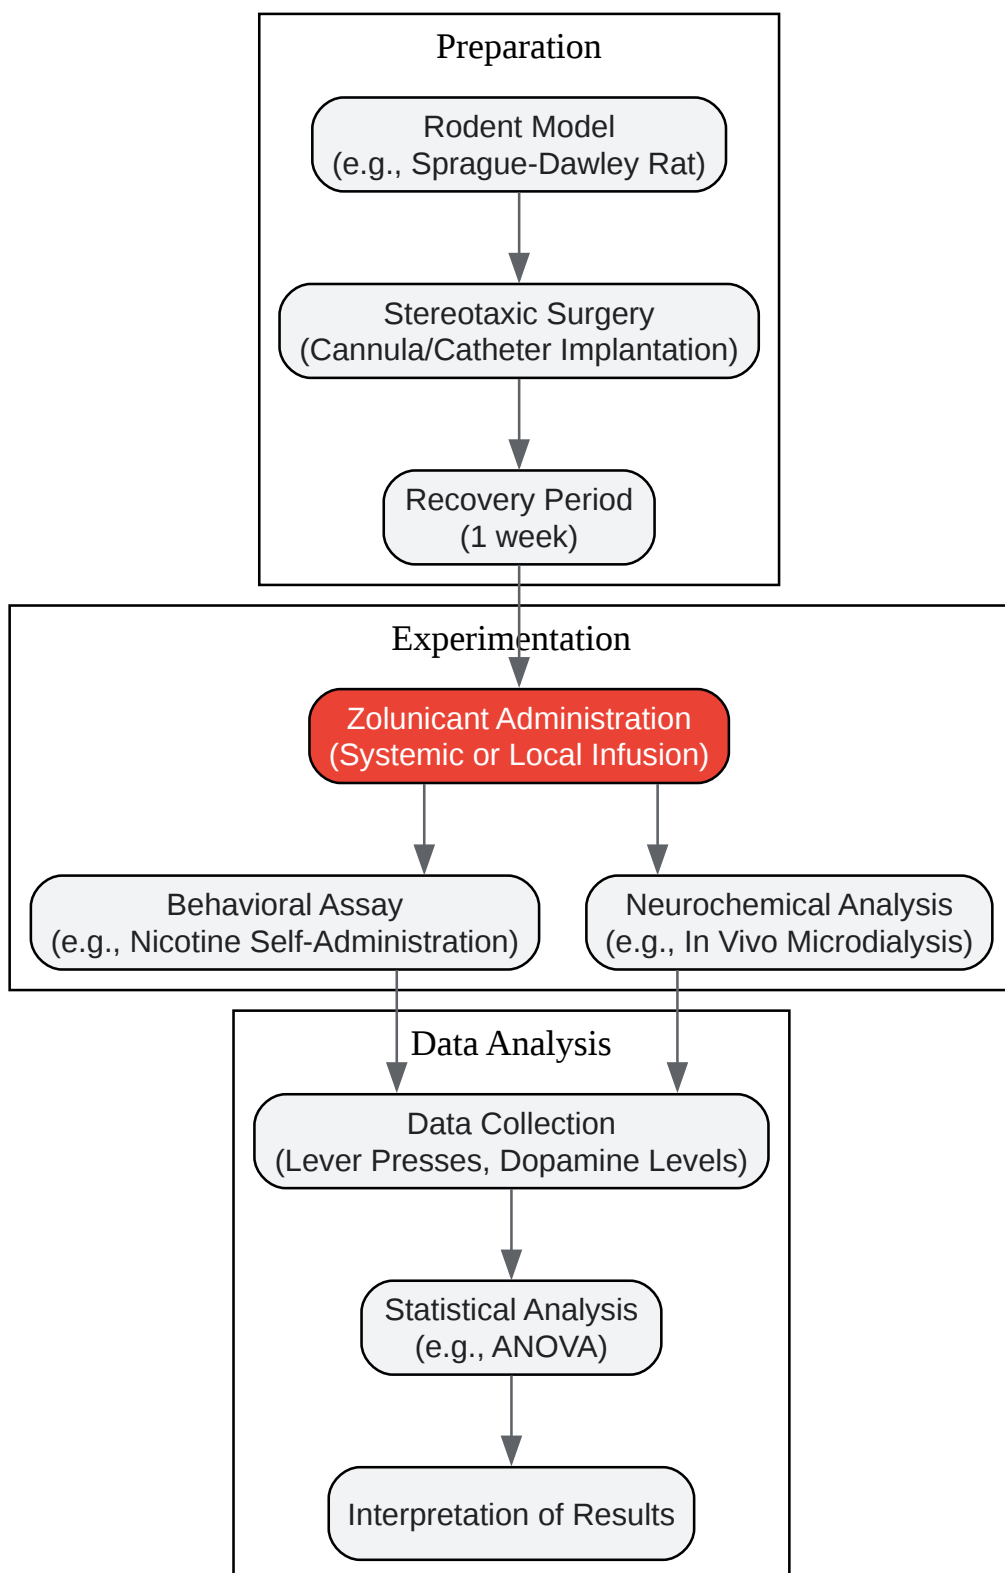 Preparation
Rodent Model
(e.g., Sprague-Dawley Rat)
Stereotaxic Surgery
(Cannula/Catheter Implantation)
Recovery Period
(1 week)
Experimentation
Zolunicant Administration
(Systemic or Local Infusion)
Behavioral Assay
(e.g., Nicotine Self-Administration)
Neurochemical Analysis
(e.g., In Vivo Microdialysis)
Data Analysis
Data Collection
(Lever Presses, Dopamine Levels)
Statistical Analysis
(e.g., ANOVA)
Interpretation of Results